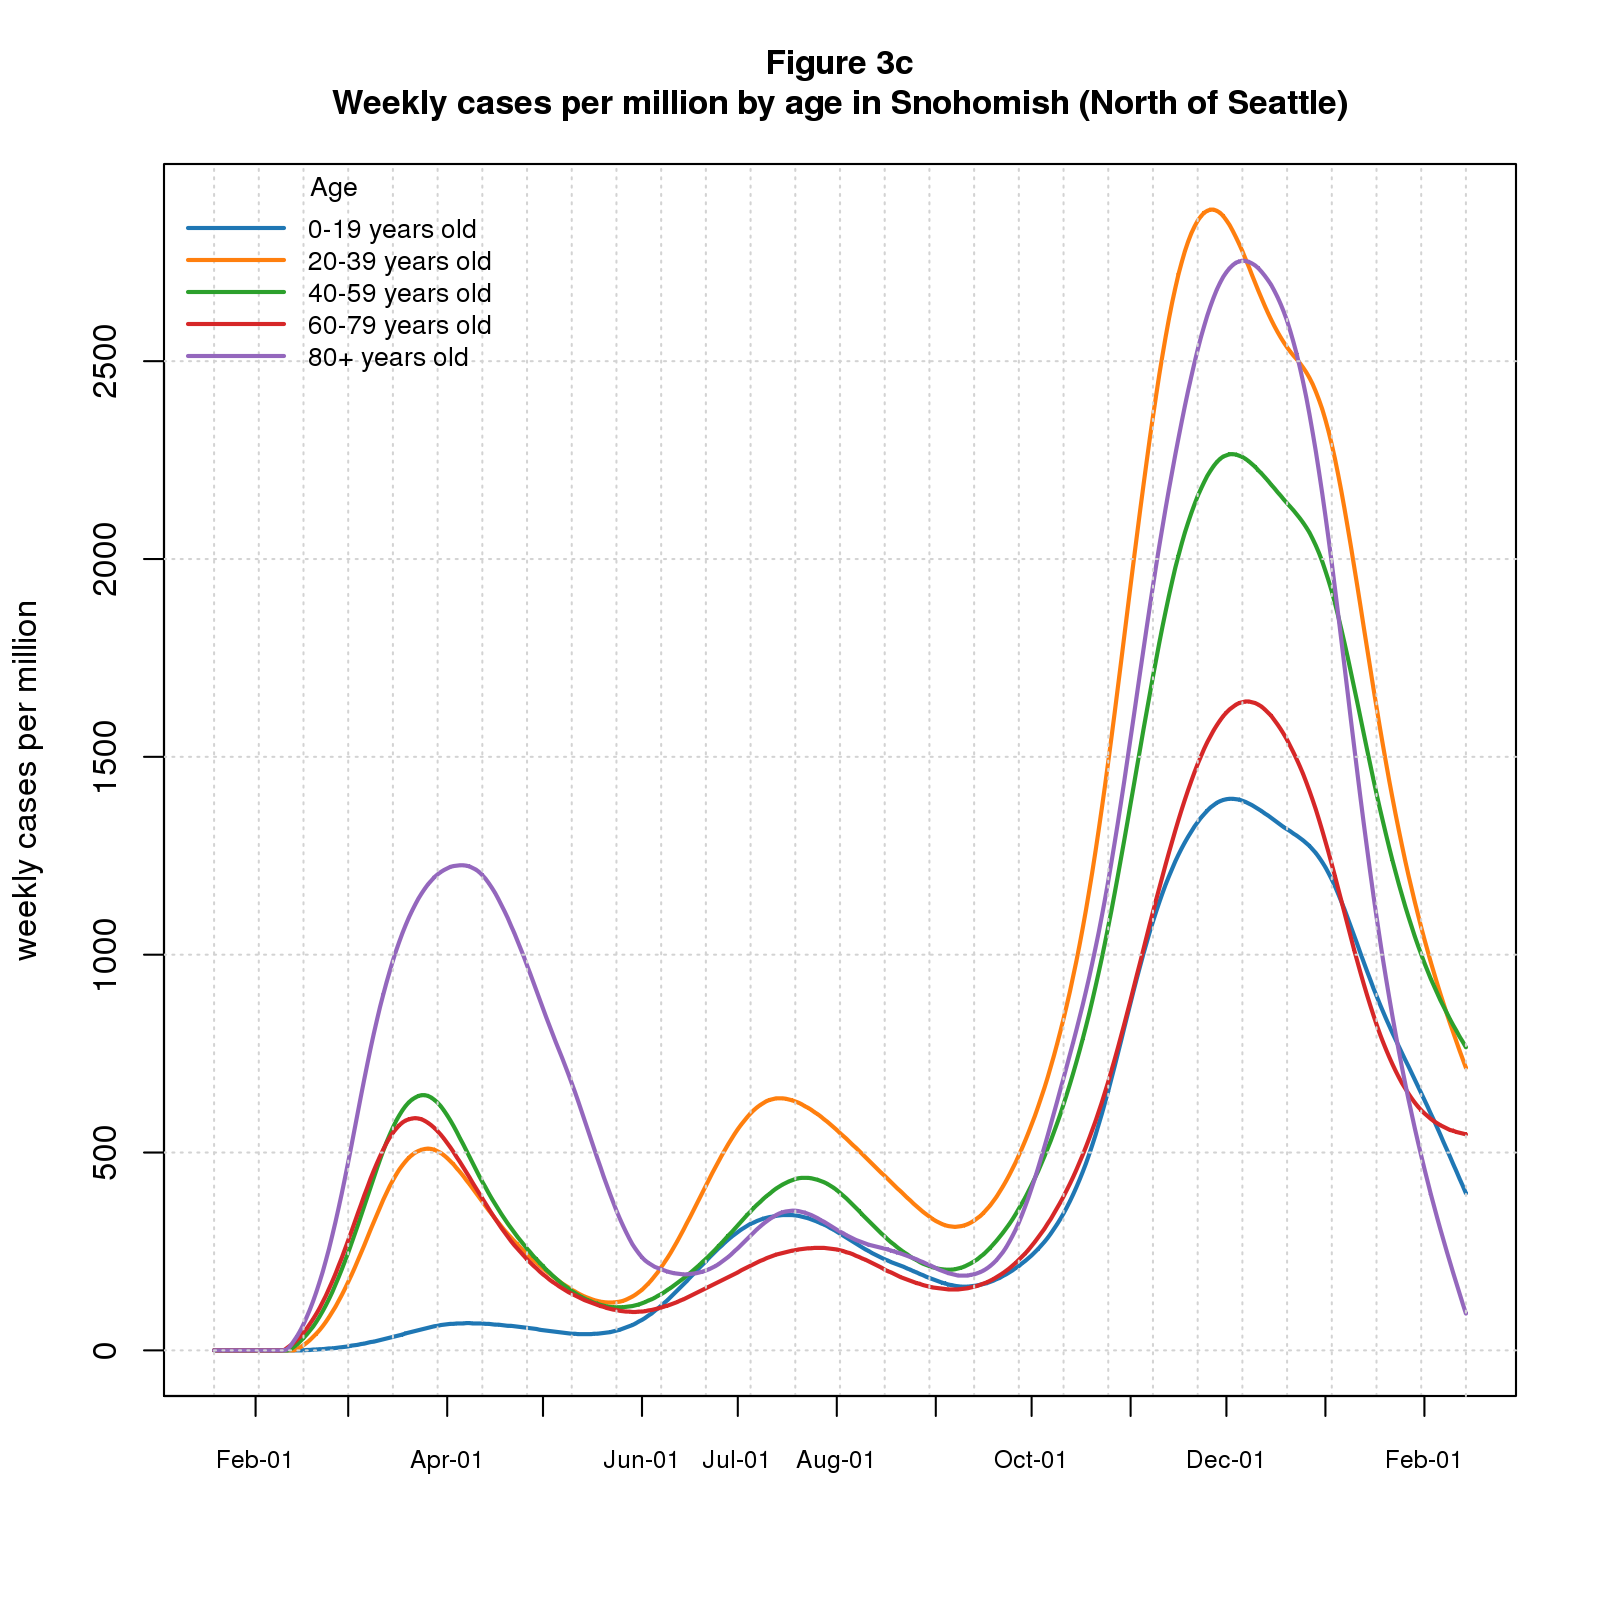 Figure 3c
Weekly cases per million by age in Snohomish (North of Seattle)
Age
0-19 years old
20-39 years old
40-59 years old
60-79 years old
80+ years old
weekly cases per million
2500
2000
1500
1000
500
0
Feb-01 Apr-01 Jun-01 Jul-01 Aug-01 Oct-01 Dec-01 Feb-01